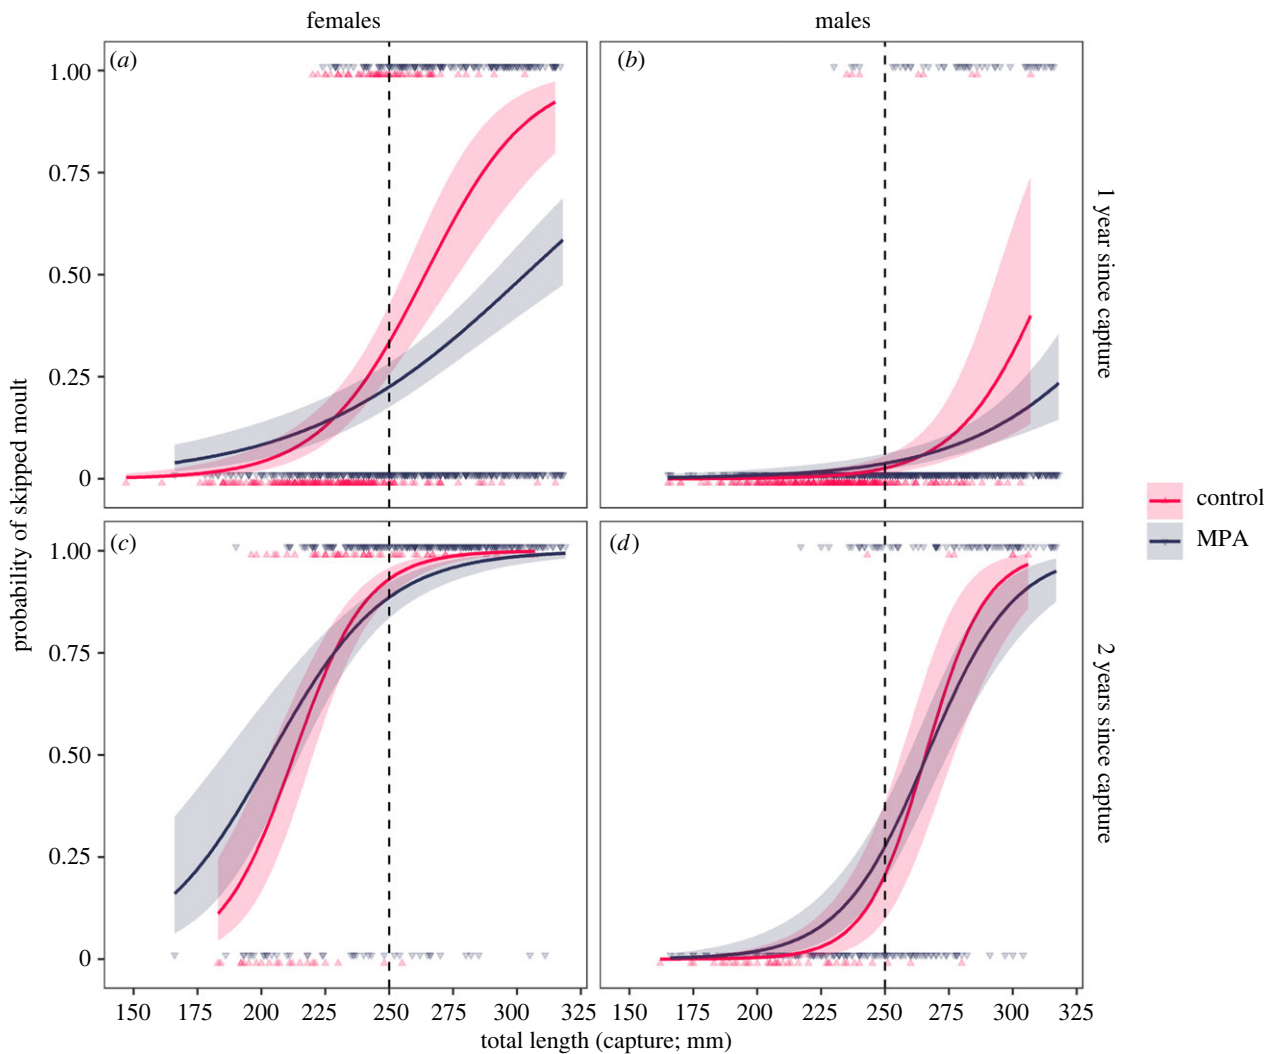 females
males
(a)
(b)
1.00
0.75
0.50
0.25
0
1 year since capture
(c)
(d)
1.00
0.75
0.50
0.25
0
2 years since capture
probability of skipped moult
150 200 225 250 275 300 325
150 175 200 225 250 275 300 325
total length (capture; mm)
control
MPA